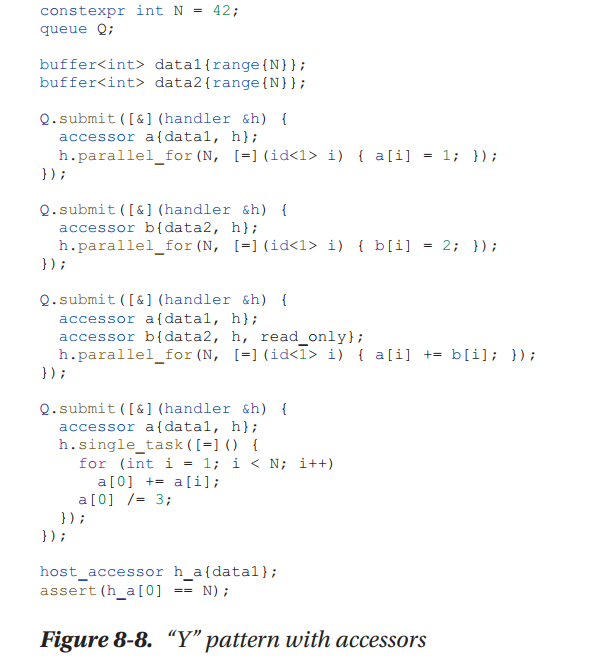 constexpr int N = 42;
queue Q;

buffer<int> data1{range{N}};
buffer<int> data2{range{N}};

Q.submit([&](handler &h) {
  accessor a{data1, h};
  h.parallel_for(N, [=](id<1> i) { a[i] = 1; });
});

Q.submit([&](handler &h) {
  accessor b{data2, h};
  h.parallel_for(N, [=](id<1> i) { b[i] = 2; });
});

Q.submit([&](handler &h) {
  accessor a{data1, h};
  accessor b{data2, h, read_only};
  h.parallel_for(N, [=](id<1> i) { a[i] += b[i]; });
});

Q.submit([&](handler &h) {
  accessor a{data1, h};
  h.single_task([=]() {
    for (int i = 1; i < N; i++)
      a[0] += a[i];
    a[0] /= 3;
  });
});

host_accessor h_a{data1};
assert(h_a[0] == N);

Figure 8-8. “Y” pattern with accessors